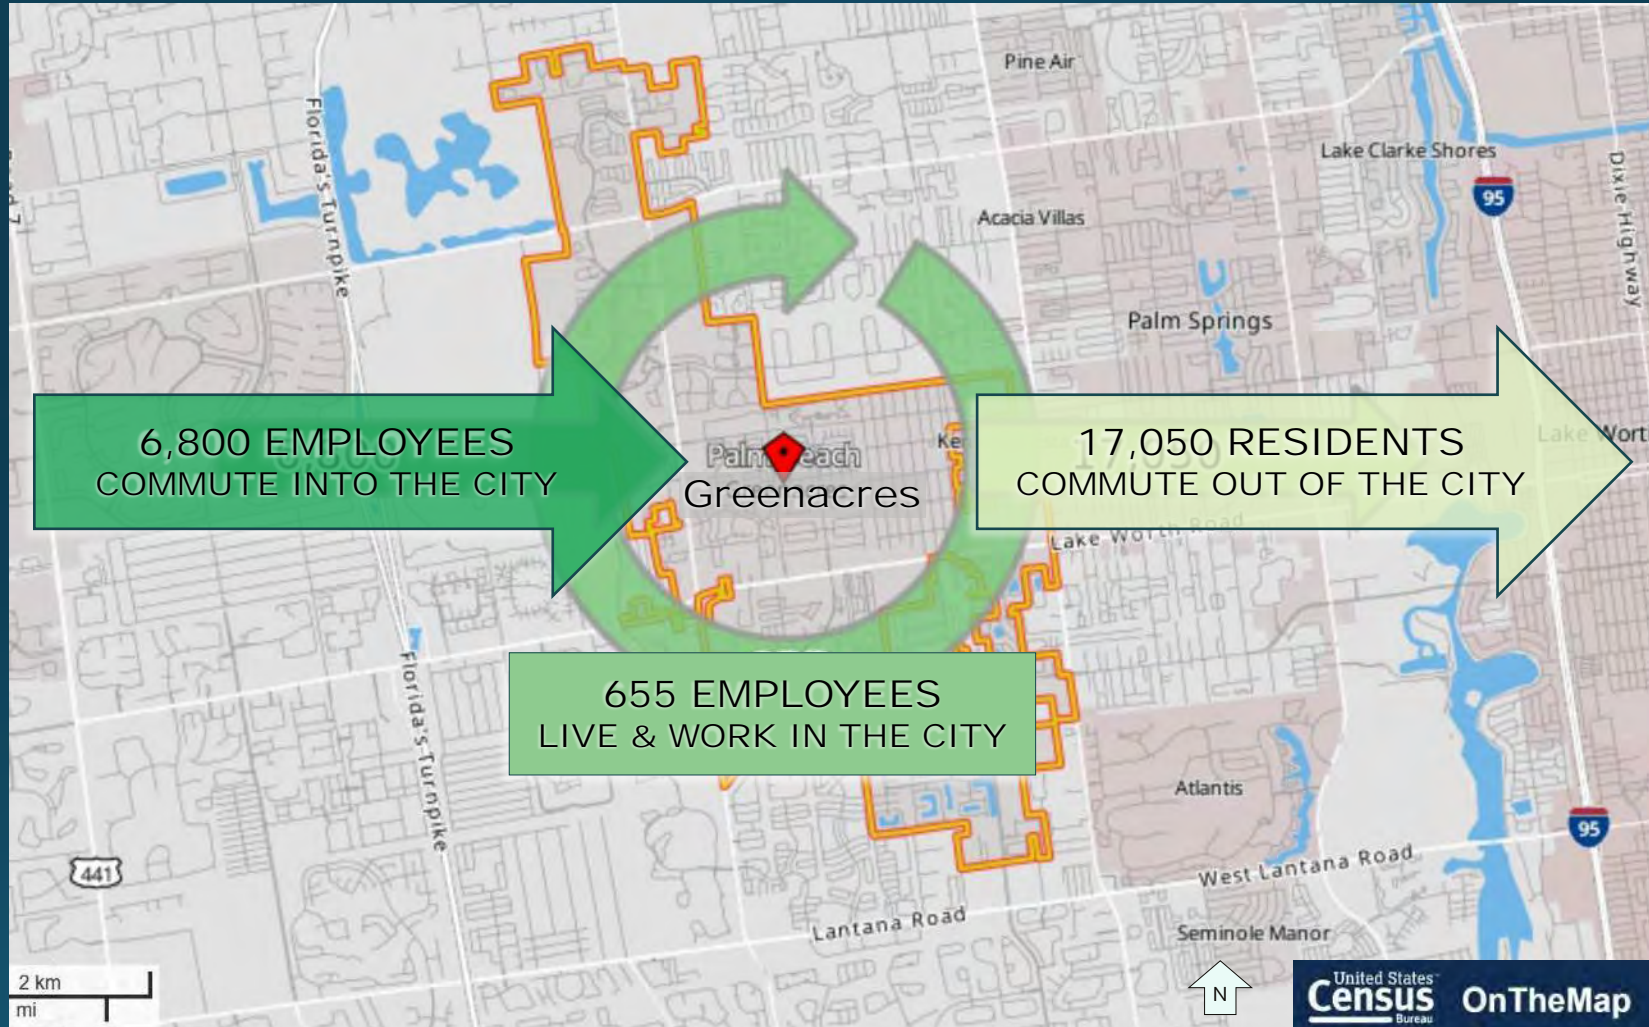 Pine Air
Lake Clarke Shores
95
Dixie Highway
Florida's Turnpike
Acacia Villas
Palm Springs
6,800 EMPLOYEES
COMMUTE INTO THE CITY
Greenacres
17,050 RESIDENTS
COMMUTE OUT OF THE CITY
Lake Worth Road
655 EMPLOYEES
LIVE & WORK IN THE CITY
Florida's Turnpike
Atlantis
95
441
West Lantana Road
Lantana Road
Seminole Manor
2 km
mi
N
United States
Census
Bureau
OnTheMap